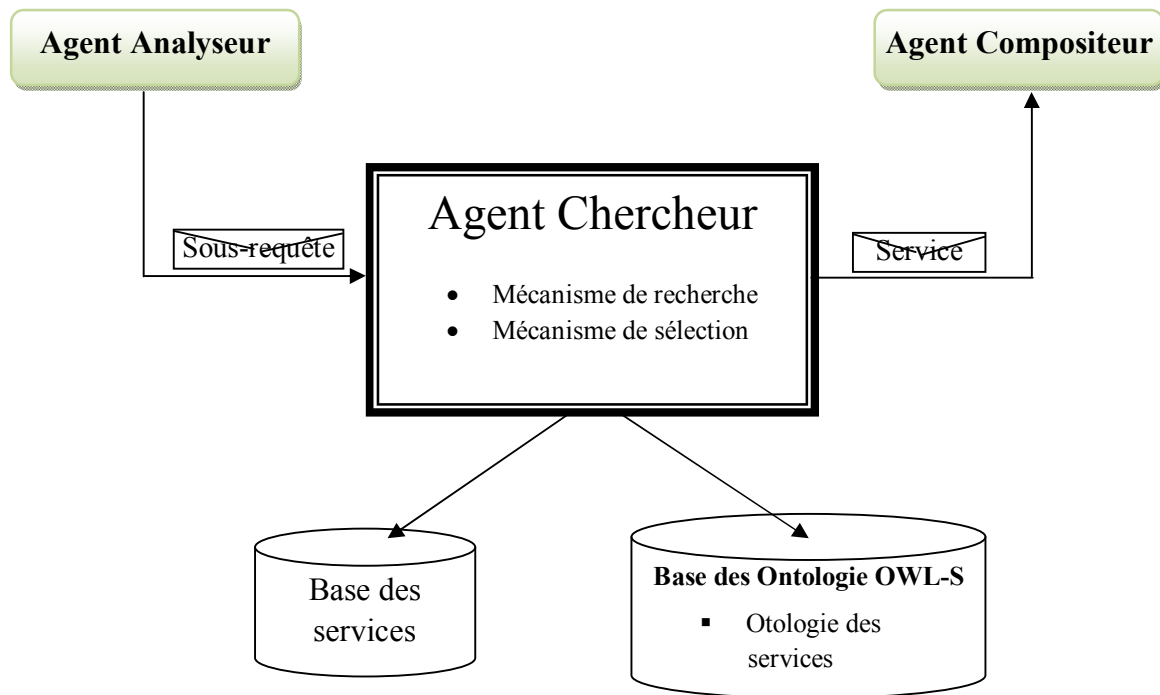 Agent Analyseur
Agent Compositeur
Agent Chercheur
Sous-requête
Service
• Mécanisme de recherche
• Mécanisme de sélection
Base des
services
Base des Ontologie OWL-S
▪ Otologie des
services